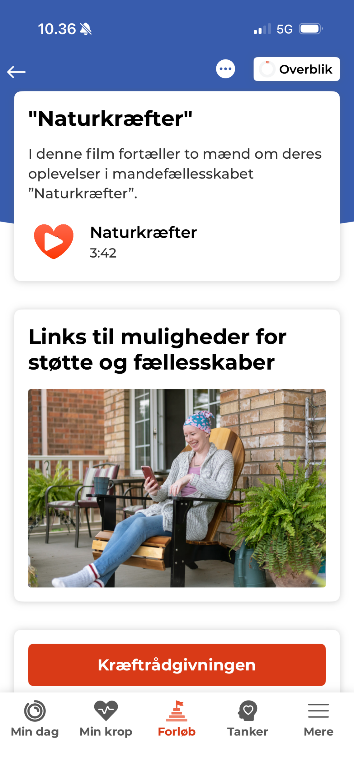 10.36
5G
Overblik
"Naturkræfter"
I denne film fortæller to mænd om deres
oplevelser i mandefællesskabet
”Naturkræfter”.
Naturkræfter
3:42
Links til muligheder for
støtte og fællesskaber
Kræftrådgivningen
Min dag
Min krop
Forløb
Tanker
Mere